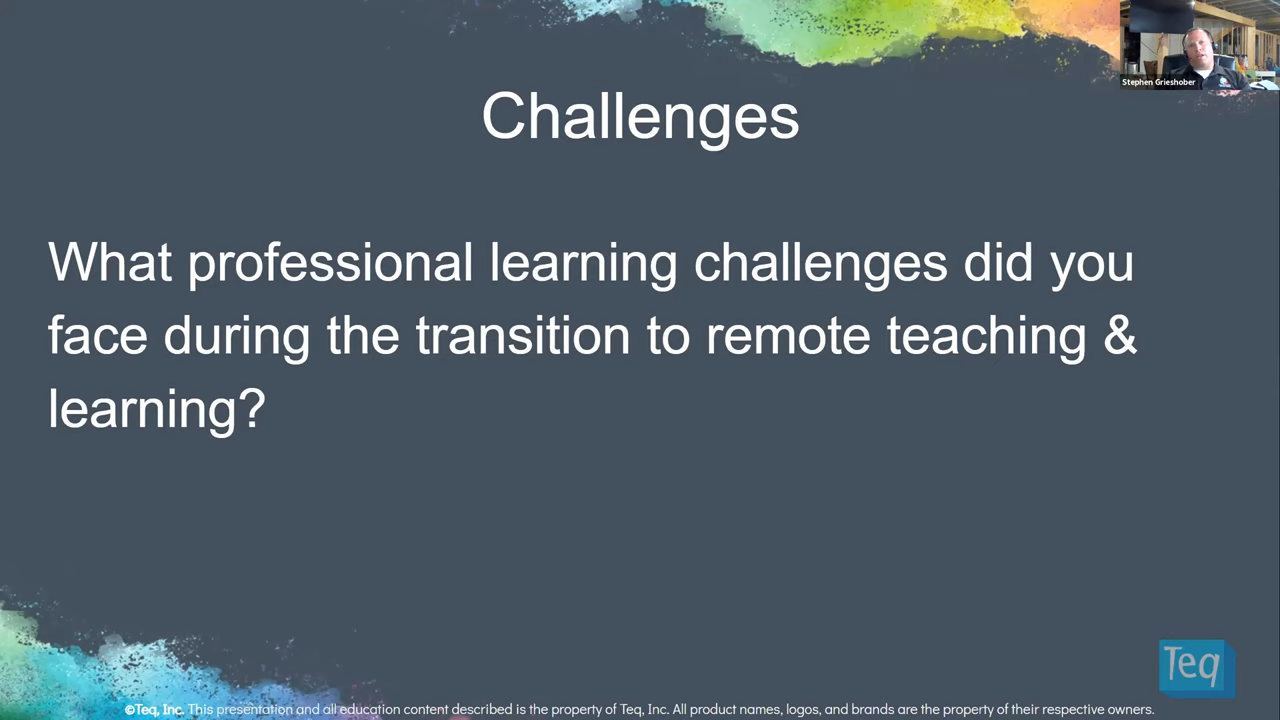 Stephen Grieshober
Challenges
What professional learning challenges did you
face during the transition to remote teaching &
learning?
Teq
©Teq, Inc. This presentation and all education content described is the property of Teq, Inc. All product names, logos, and brands are the property of their respective owners.